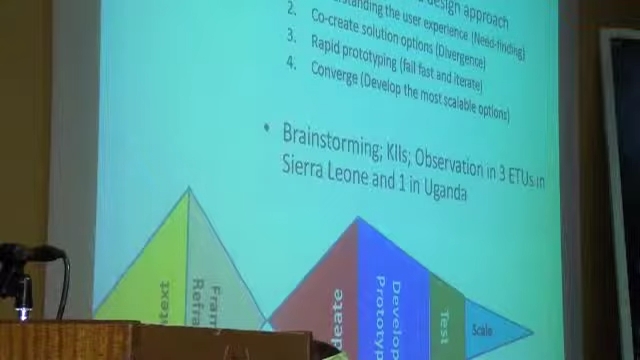 design approach
2. Understanding the user experience (Need-finding)
Co-create solution options (Divergence)
3. Rapid prototyping (fail fast and iterate)
4. Converge (Develop the most scalable options)
• Brainstorming; KIIs; Observation in 3 ETUs in
Sierra Leone and 1 in Uganda
text
Fram
Refra
deate
Develop
Prototyp
Test
Scale